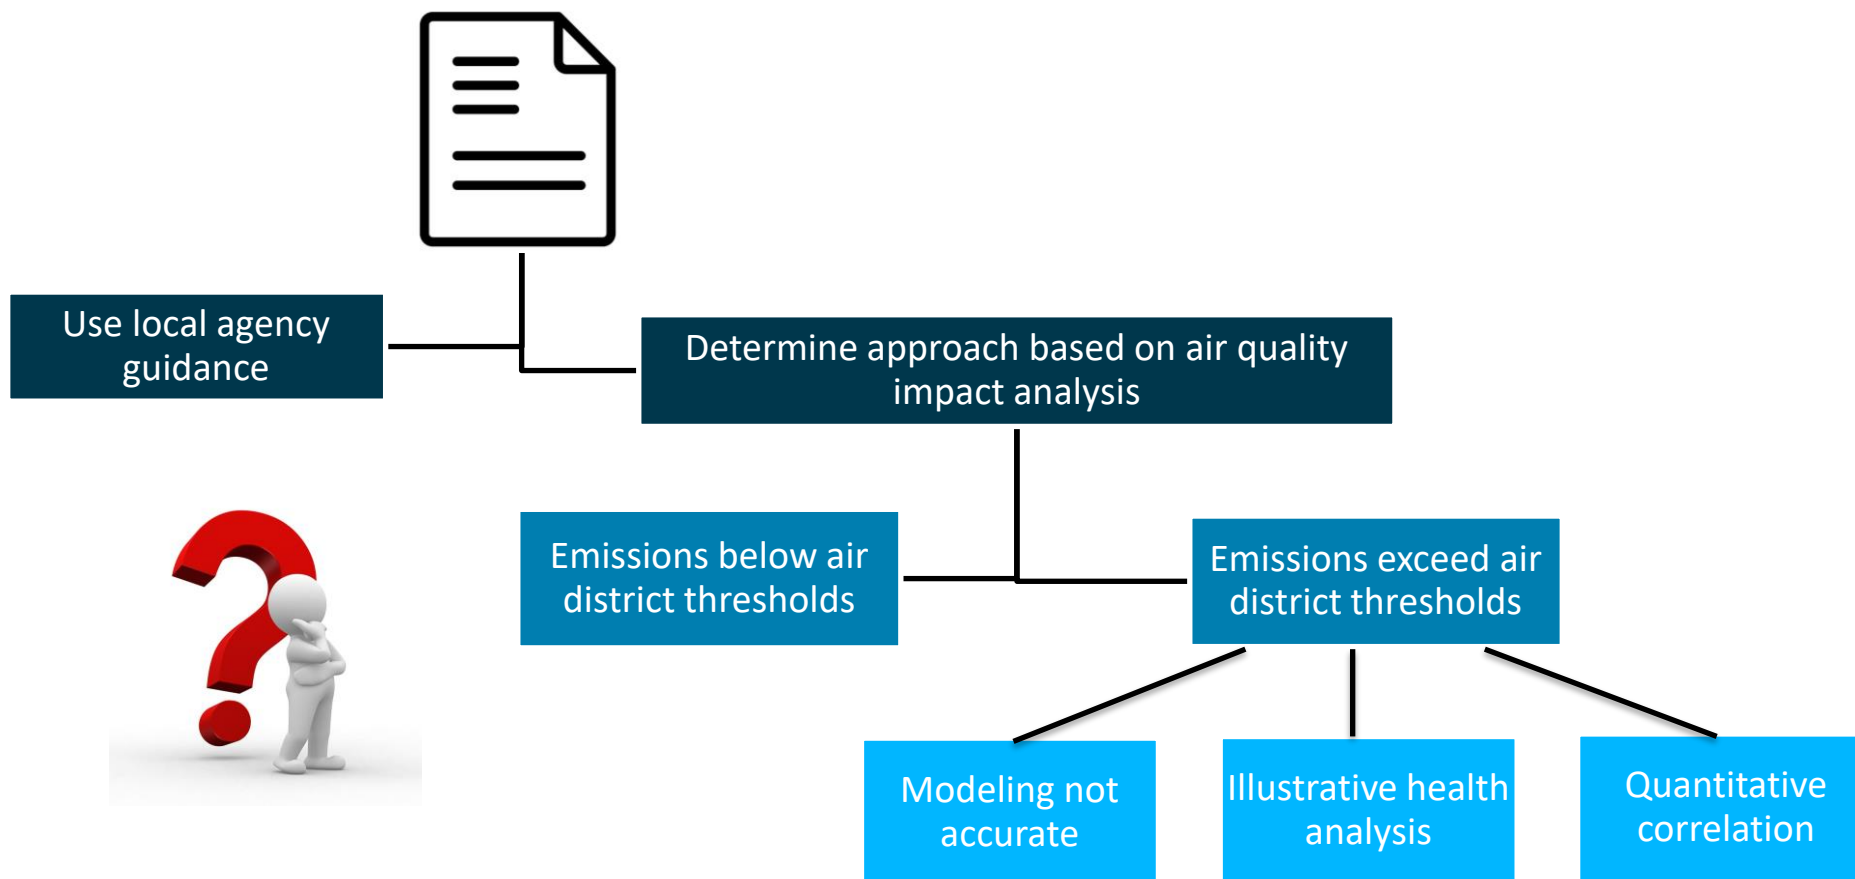 Use local agency
guidance
Determine approach based on air quality
impact analysis
Emissions below air
district thresholds
Emissions exceed air
district thresholds
Modeling not
accurate
Illustrative health
analysis
Quantitative
correlation